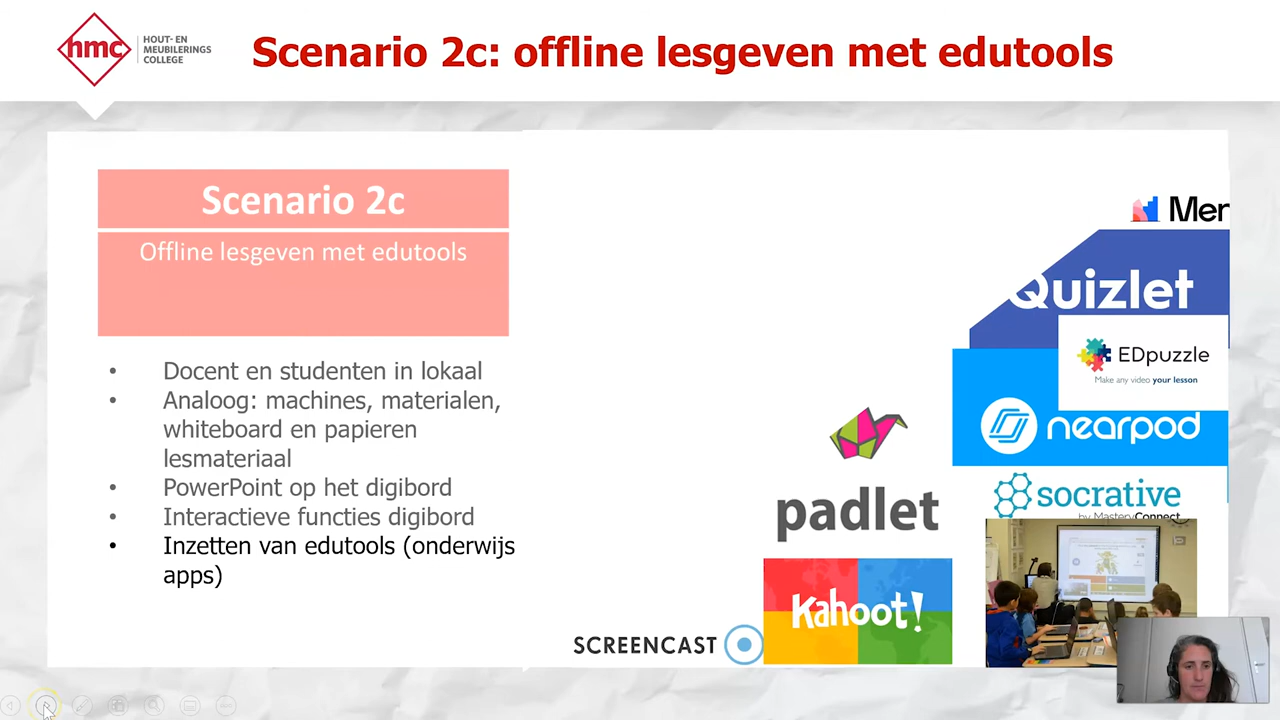 hmc
HOUT- EN
MEUBILERINGS
COLLEGE
Scenario 2c: offline lesgeven met edutools
Scenario 2c
Offline lesgeven met edutools
• Docent en studenten in lokaal
• Analoog: machines, materialen,
whiteboard en papieren
lesmateriaal
• PowerPoint op het digibord
• Interactieve functies digibord
• Inzetten van edutools (onderwijs
apps)
Mer
Quizlet
EDpuzzle
Make any video your lesson
nearpod
socrative
by MasteryConnect
padlet
Kahoot!
SCREENCAST